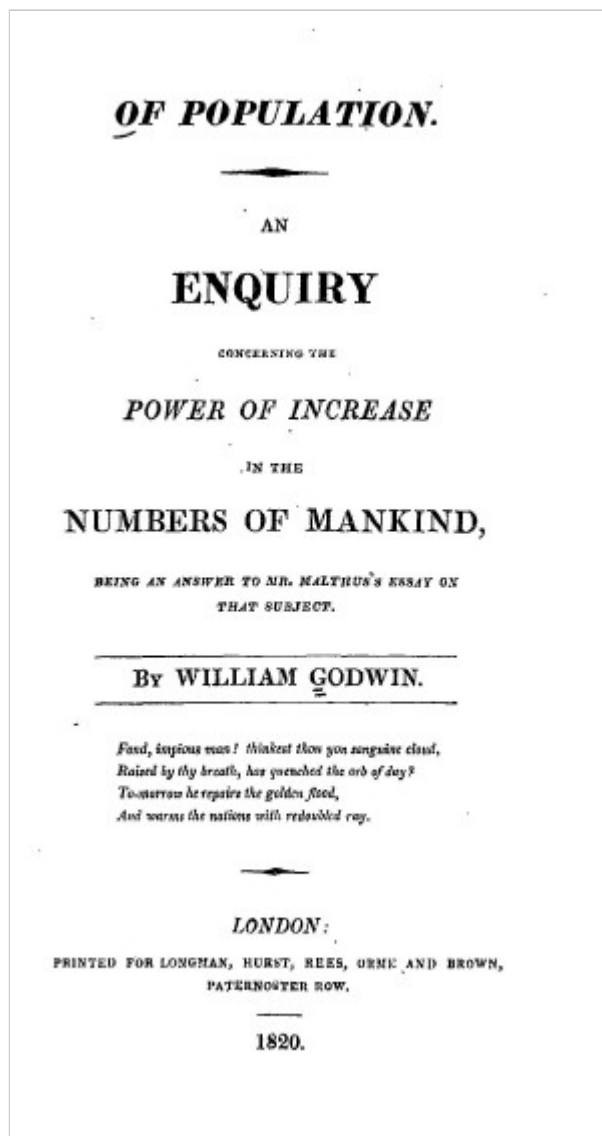 OF POPULATION.
AN
ENQUIRY
CONCERNING THE
POWER OF INCREASE
IN THE
NUMBERS OF MANKIND,
BEING AN ANSWER TO MR. MALTHUS'S ESSAY ON
THAT SUBJECT.
BY WILLIAM GODWIN.
Fond, impious man! thinkest thou yon sanguine cloud,
Raised by thy breath, has quenched the orb of day?
To-morrow he repairs the golden flood,
And warms the nations with redoubled ray.
LONDON:
PRINTED FOR LONGMAN, HURST, REES, ORME AND BROWN,
PATERNOSTER ROW.
1820.